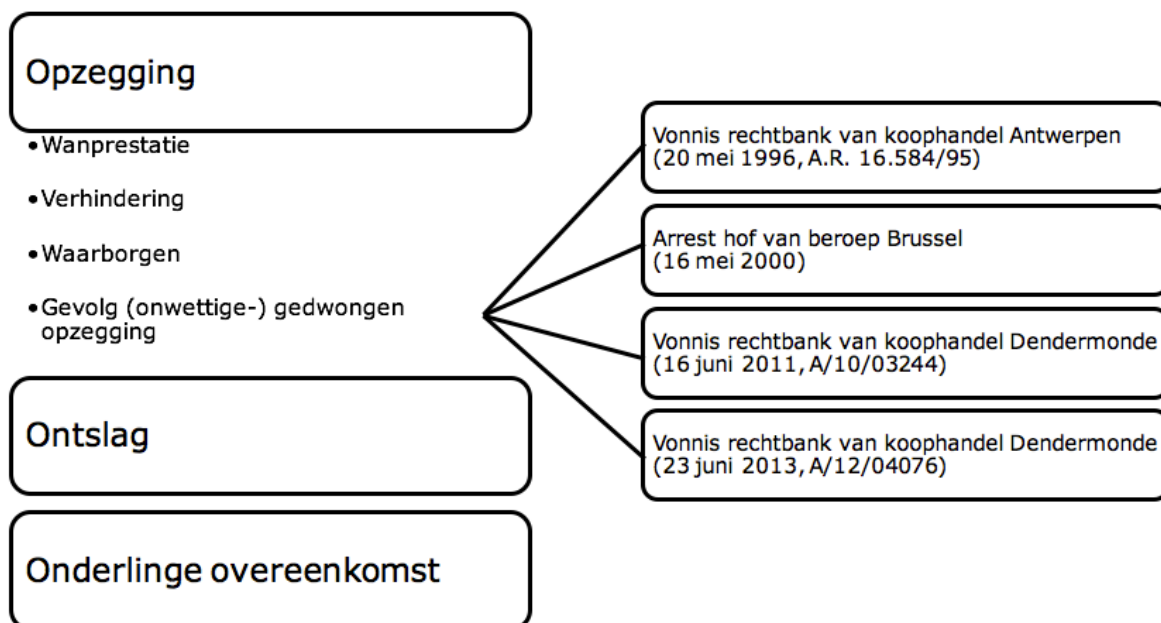 Opzegging
•Wanprestatie
•Verhindering
•Waarborgen
•Gevolg (onwettige-) gedwongen
opzegging
Ontslag
Onderlinge overeenkomst
Vonnis rechtbank van koophandel Antwerpen
(20 mei 1996, A.R. 16.584/95)
Arrest hof van beroep Brussel
(16 mei 2000)
Vonnis rechtbank van koophandel Dendermonde
(16 juni 2011, A/10/03244)
Vonnis rechtbank van koophandel Dendermonde
(23 juni 2013, A/12/04076)